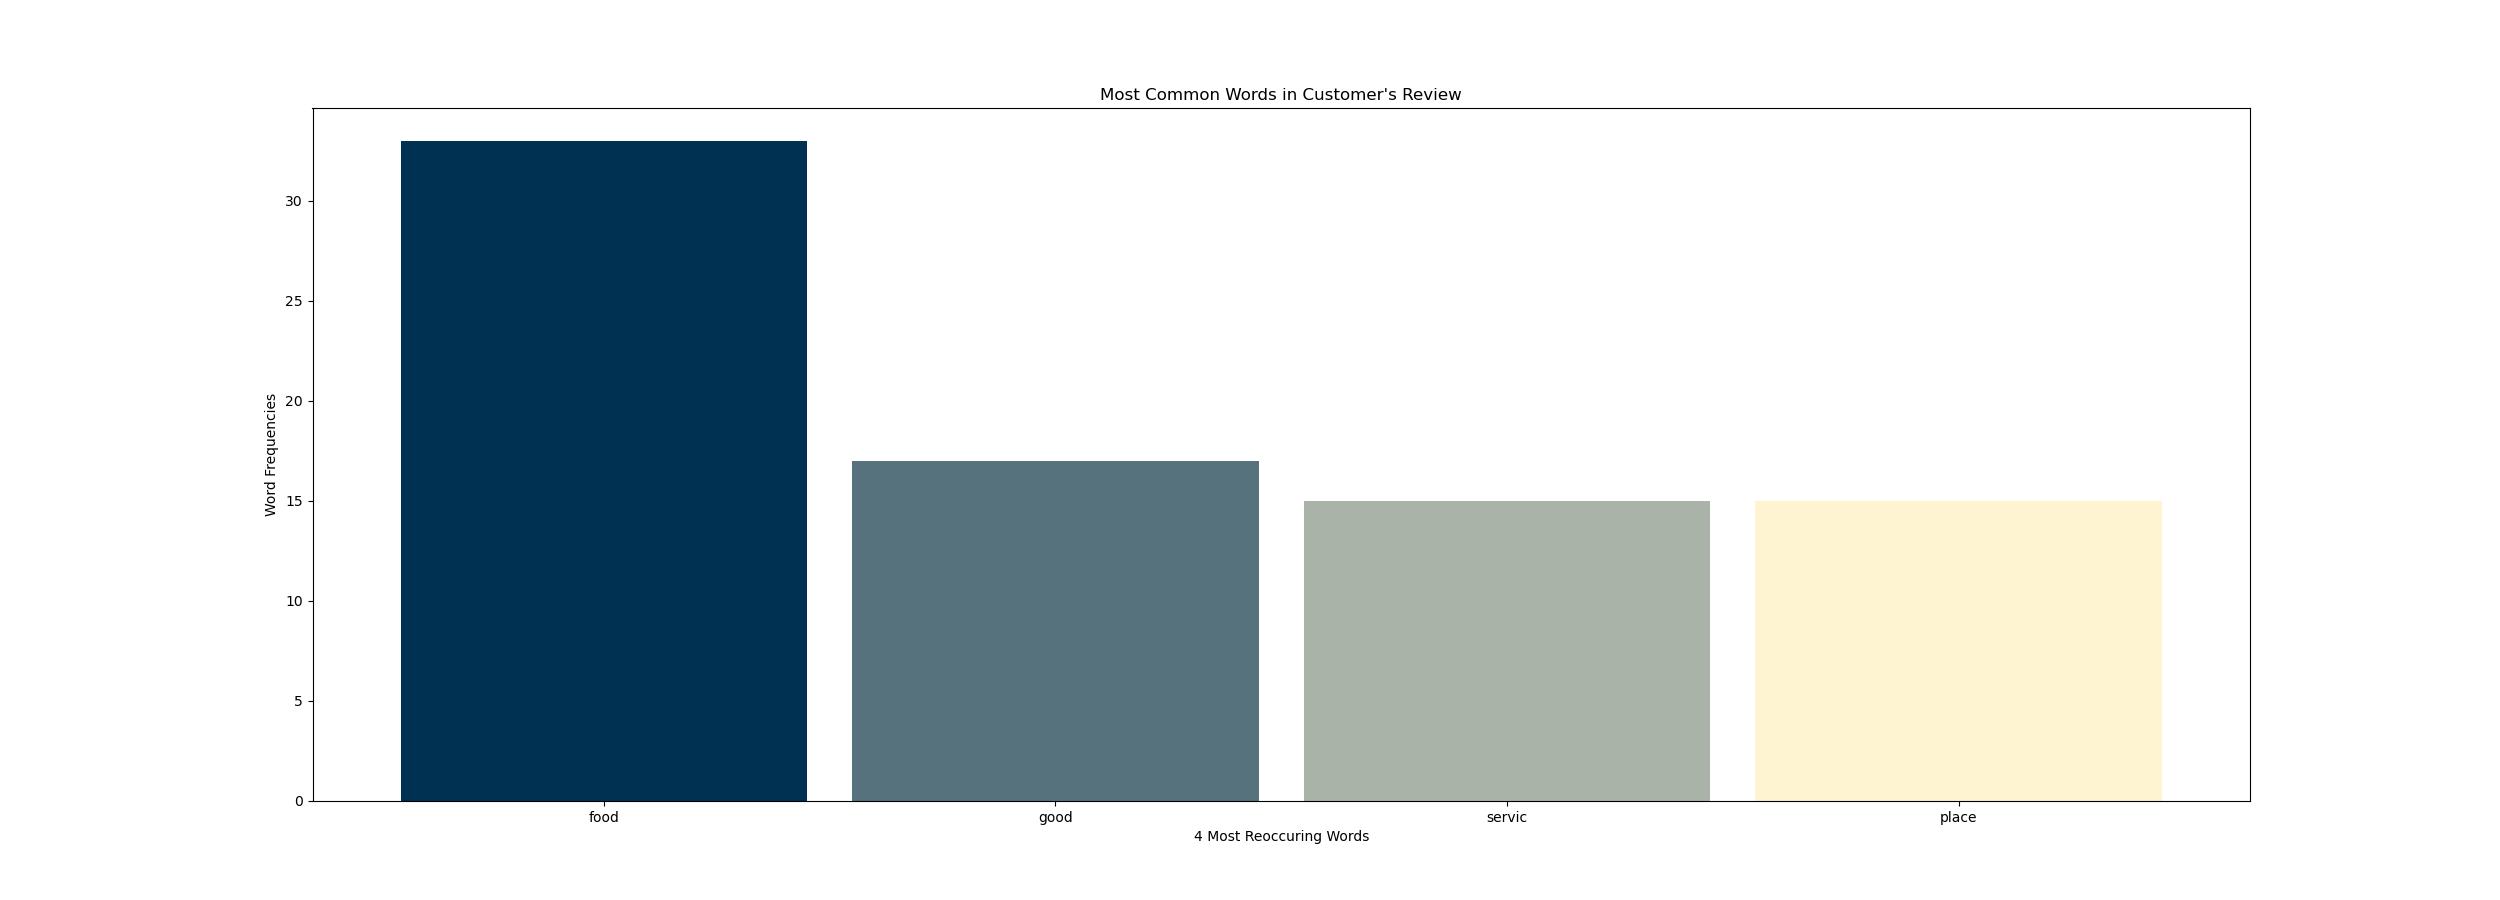 Most Common Words in Customer's Review
Word Frequencies
30
25
20
15
10
5
0
food good servic place
4 Most Reoccuring Words